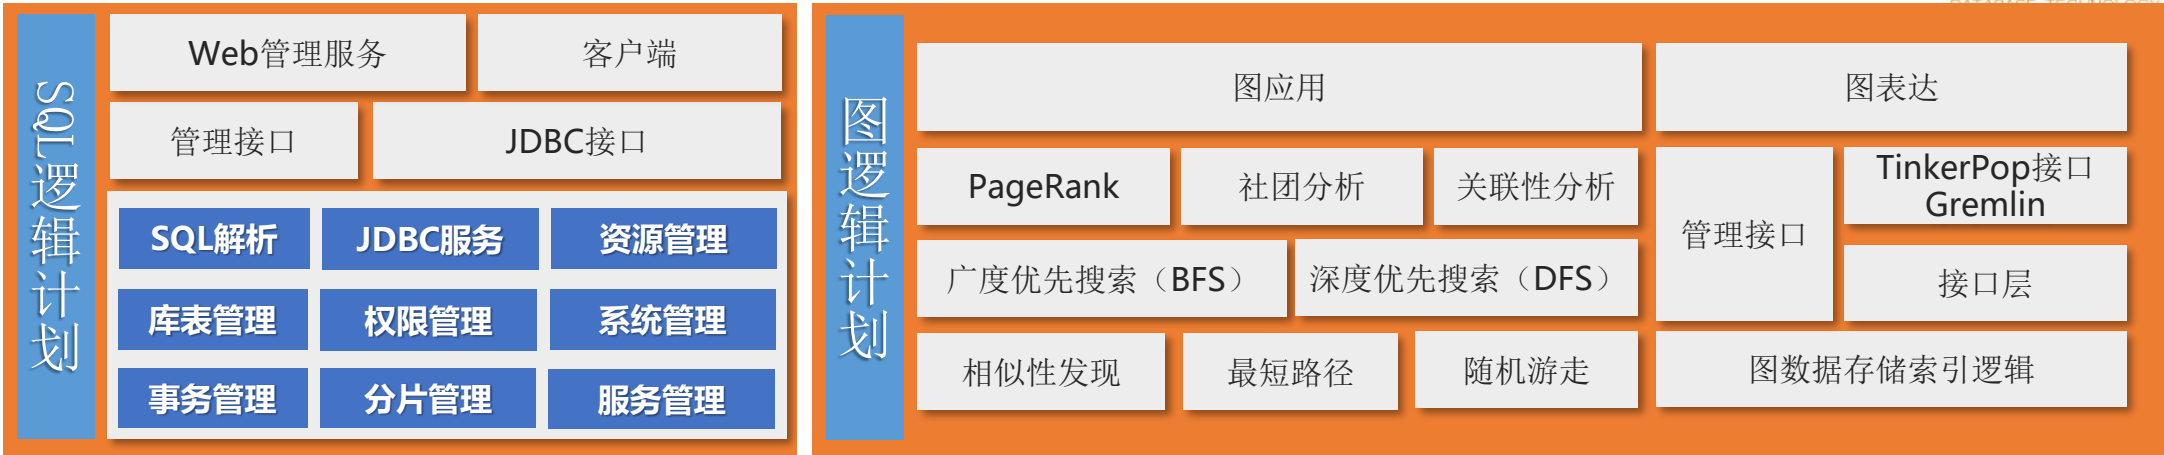 SQL逻辑计划
Web管理服务
客户端
管理接口
JDBC接口
SQL解析
JDBC服务
资源管理
库表管理
权限管理
系统管理
事务管理
分片管理
服务管理
图逻辑计划
图应用
图表达
PageRank
社团分析
关联性分析
管理接口
TinkerPop接口
Gremlin
广度优先搜索（BFS）
深度优先搜索（DFS）
接口层
相似性发现
最短路径
随机游走
图数据存储索引逻辑